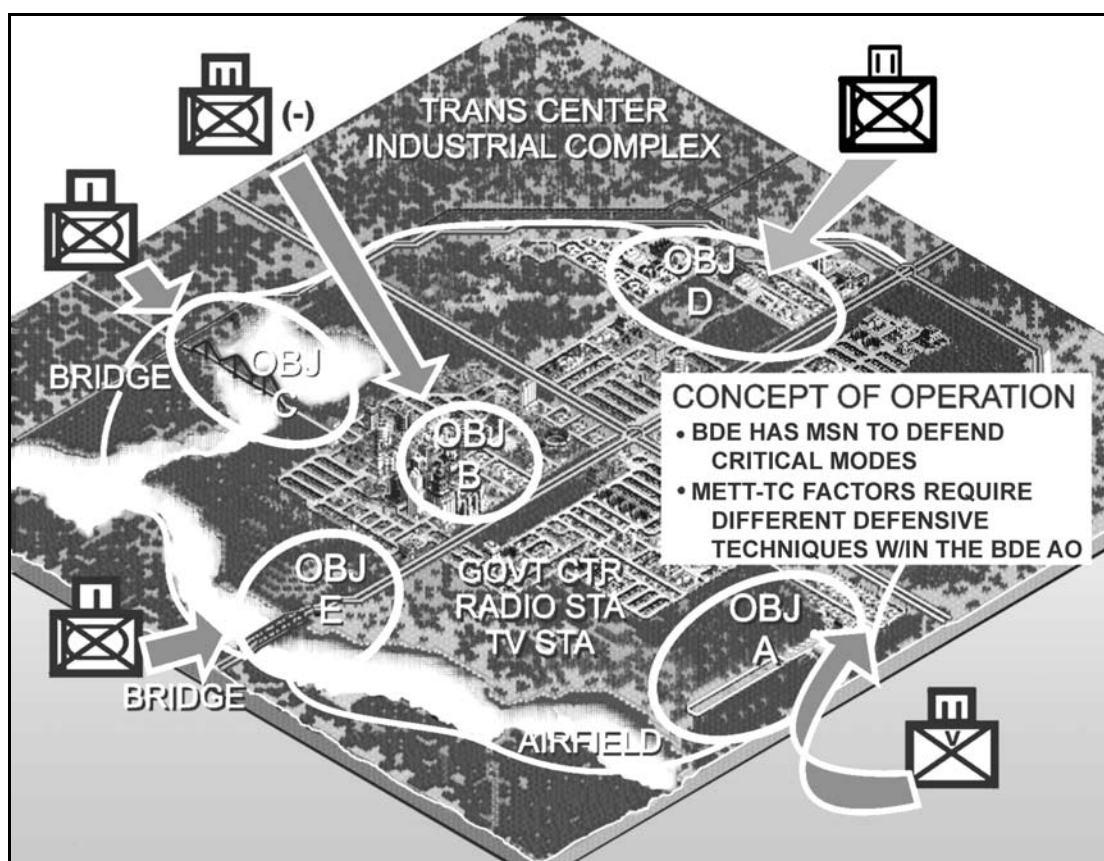 (-)
TRANS CENTER
INDUSTRIAL COMPLEX
OBJ
D
BRIDGE
OBJ
C
OBJ
B
CONCEPT OF OPERATION
• BDE HAS MSN TO DEFEND
CRITICAL MODES
• METT-TC FACTORS REQUIRE
DIFFERENT DEFENSIVE
TECHNIQUES W/IN THE BDE AO
OBJ
E
GOVT CTR
RADIO STA
TV STA
OBJ
A
BRIDGE
AIRFIELD
V